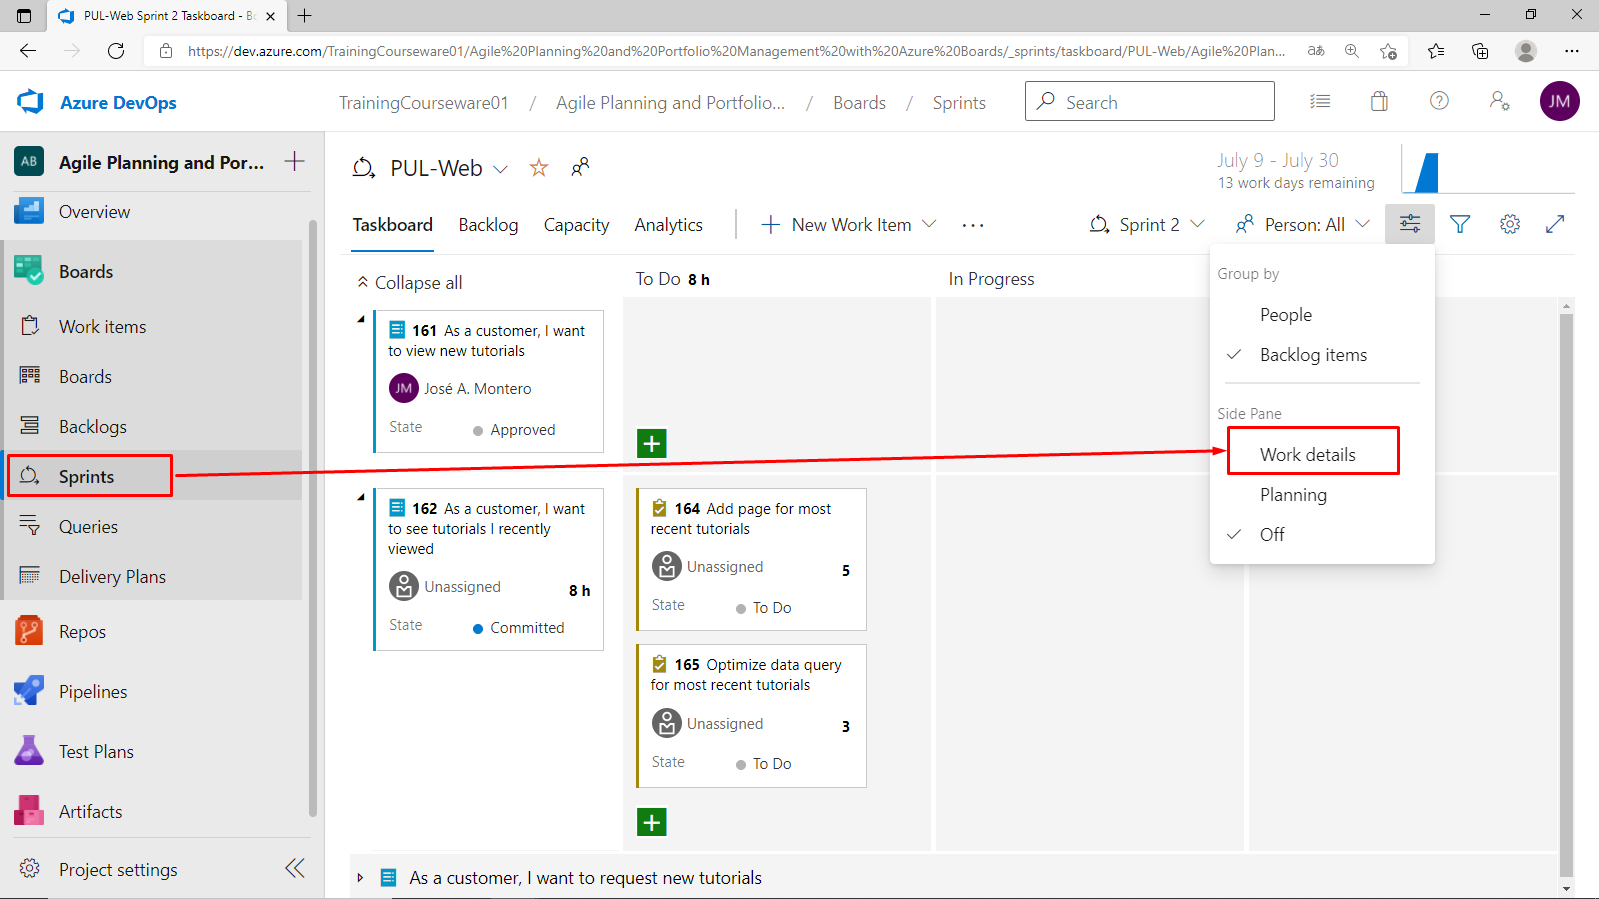 PUL-Web Sprint 2 Taskboard - Bo
https://dev.azure.com/TrainingCourseware01/Agile%20Planning%20and%20Portfolio%20Management%20with%20Azure%20Boards/_sprints/taskboard/PUL-Web/Agile%20Plan...
aあ
Azure DevOps
TrainingCourseware01 / Agile Planning and Portfolio... / Boards / Sprints
Search
JM
AB Agile Planning and Por...
Overview
Boards
Work items
Boards
Backlogs
Sprints
Queries
Delivery Plans
Repos
Pipelines
Test Plans
Artifacts
Project settings
PUL-Web
July 9 - July 30
13 work days remaining
Taskboard Backlog Capacity Analytics
New Work Item
Sprint 2
Person: All
Collapse all
To Do 8 h
In Progress
161 As a customer, I want
to view new tutorials
JM José A. Montero
State Approved
162 As a customer, I want
to see tutorials I recently
viewed
Unassigned 8 h
State Committed
164 Add page for most
recent tutorials
Unassigned 5
State To Do
165 Optimize data query
for most recent tutorials
Unassigned 3
State To Do
As a customer, I want to request new tutorials
Group by
People
Backlog items
Side Pane
Work details
Planning
Off